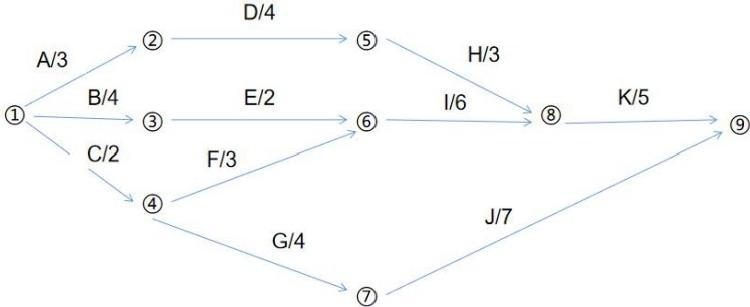 D/4
② ⑤
A/3 H/3
B/4 E/2 I/6 K/5
① ③ ⑥ ⑧ ⑨
C/2 F/3
④
J/7
G/4
⑦